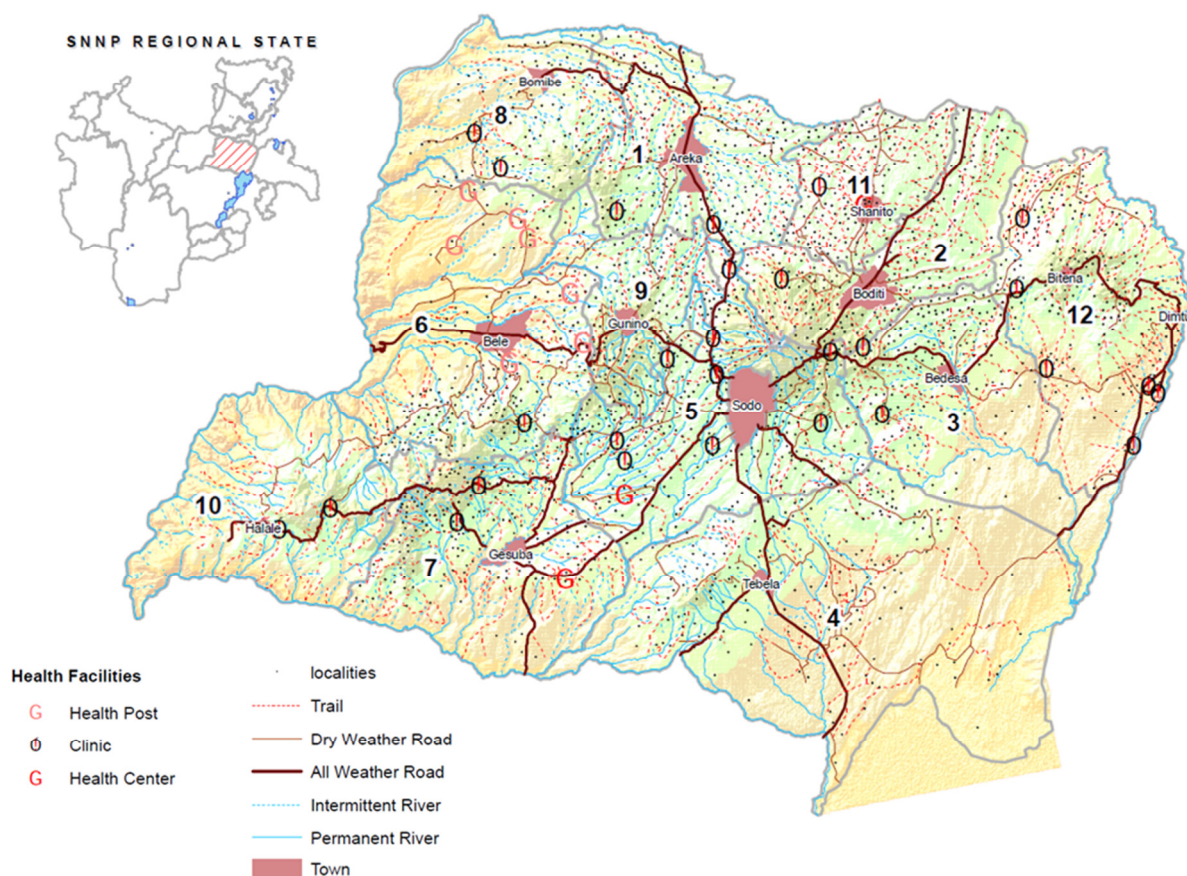 SNNP REGIONAL STATE
Bomibe
8
1
Areka
11
Shanito
2
Bitena
9
Boditi
12
6
Gunino
Dimtu
Bele
Bedesa
5
Sodo
3
10
Halale
7
Gesuba
Tebela
4
Health Facilities
G Health Post
Clinic
G Health Center
localities
Trail
Dry Weather Road
All Weather Road
Intermittent River
Permanent River
Town